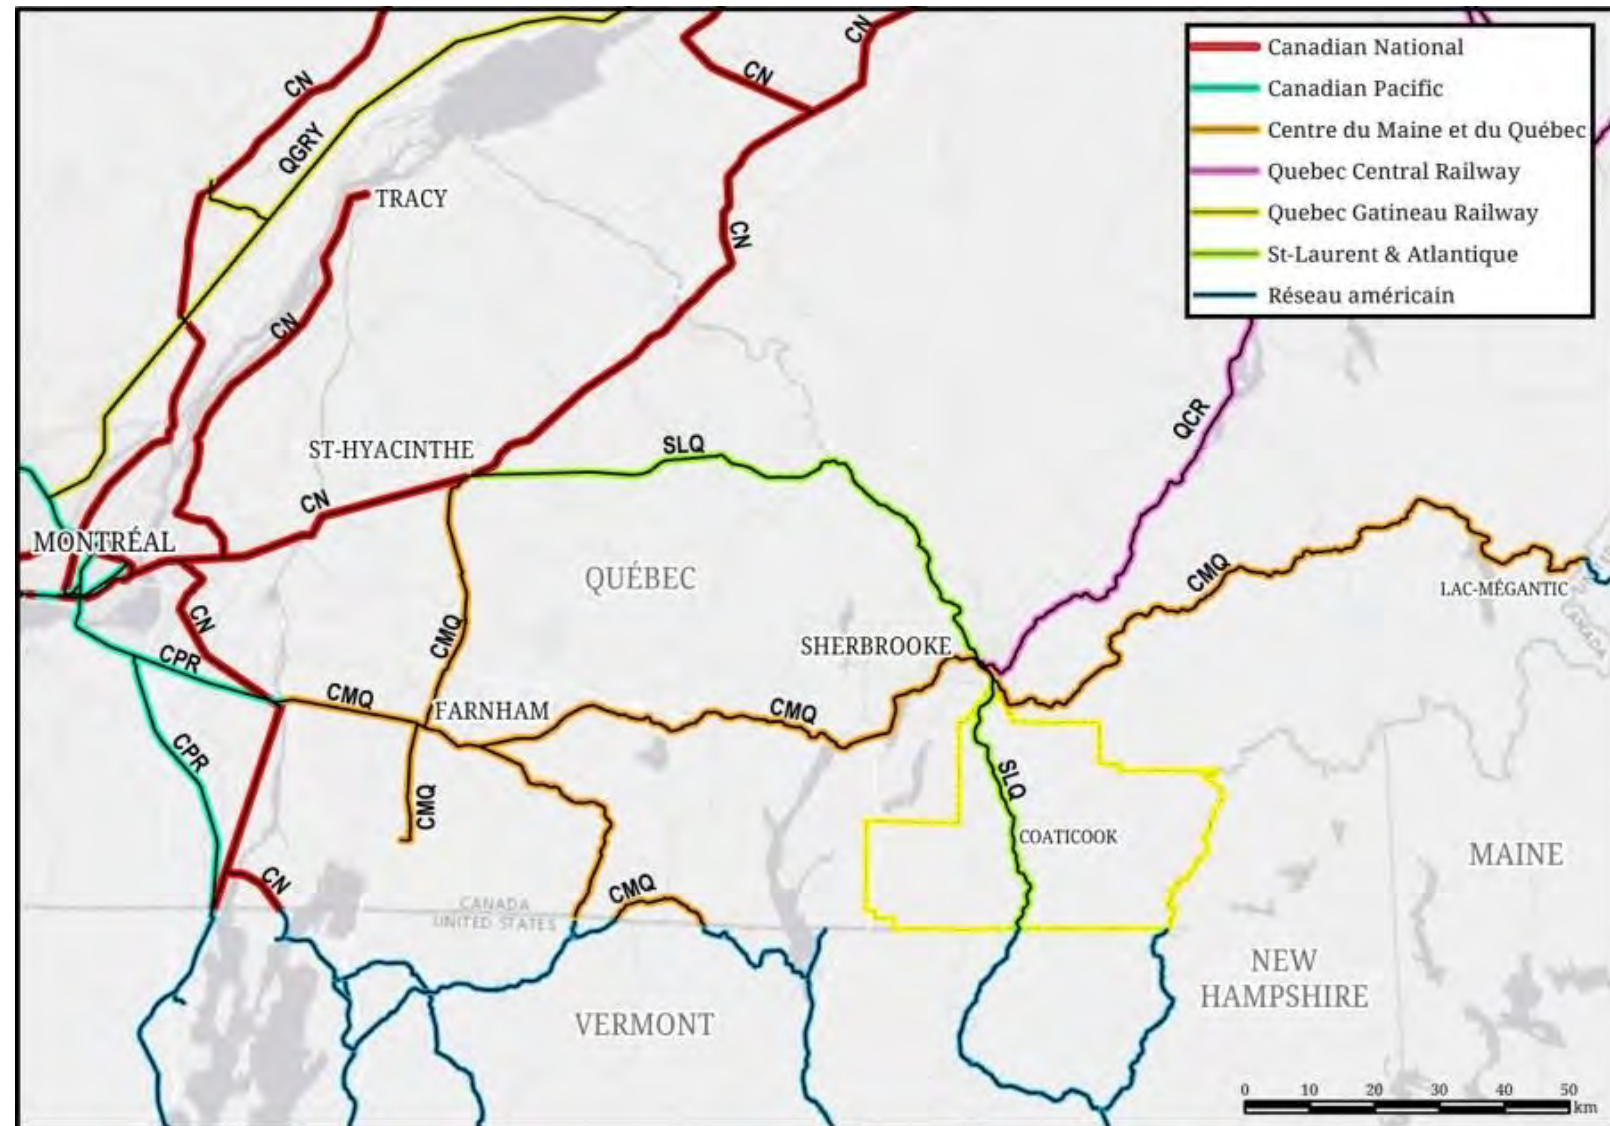 Canadian National
Canadian Pacific
Centre du Maine et du Québec
Quebec Central Railway
Quebec Gatineau Railway
St-Laurent & Atlantique
Réseau américain
CN
CN
CN
QGRY
TRACY
CN
CN
ST-HYACINTHE
SLQ
QCR
CN
MONTRÉAL
QUÉBEC
CMQ
LAC-MÉGANTIC
CANADA
CN
CMQ
SHERBROOKE
CPR
CMQ
FARNHAM
CMQ
CPR
SLQ
CMQ
COATICOOK
MAINE
CN
CMQ
CANADA
UNITED STATES
NEW
HAMPSHIRE
VERMONT
0 10 20 30 40 50
km